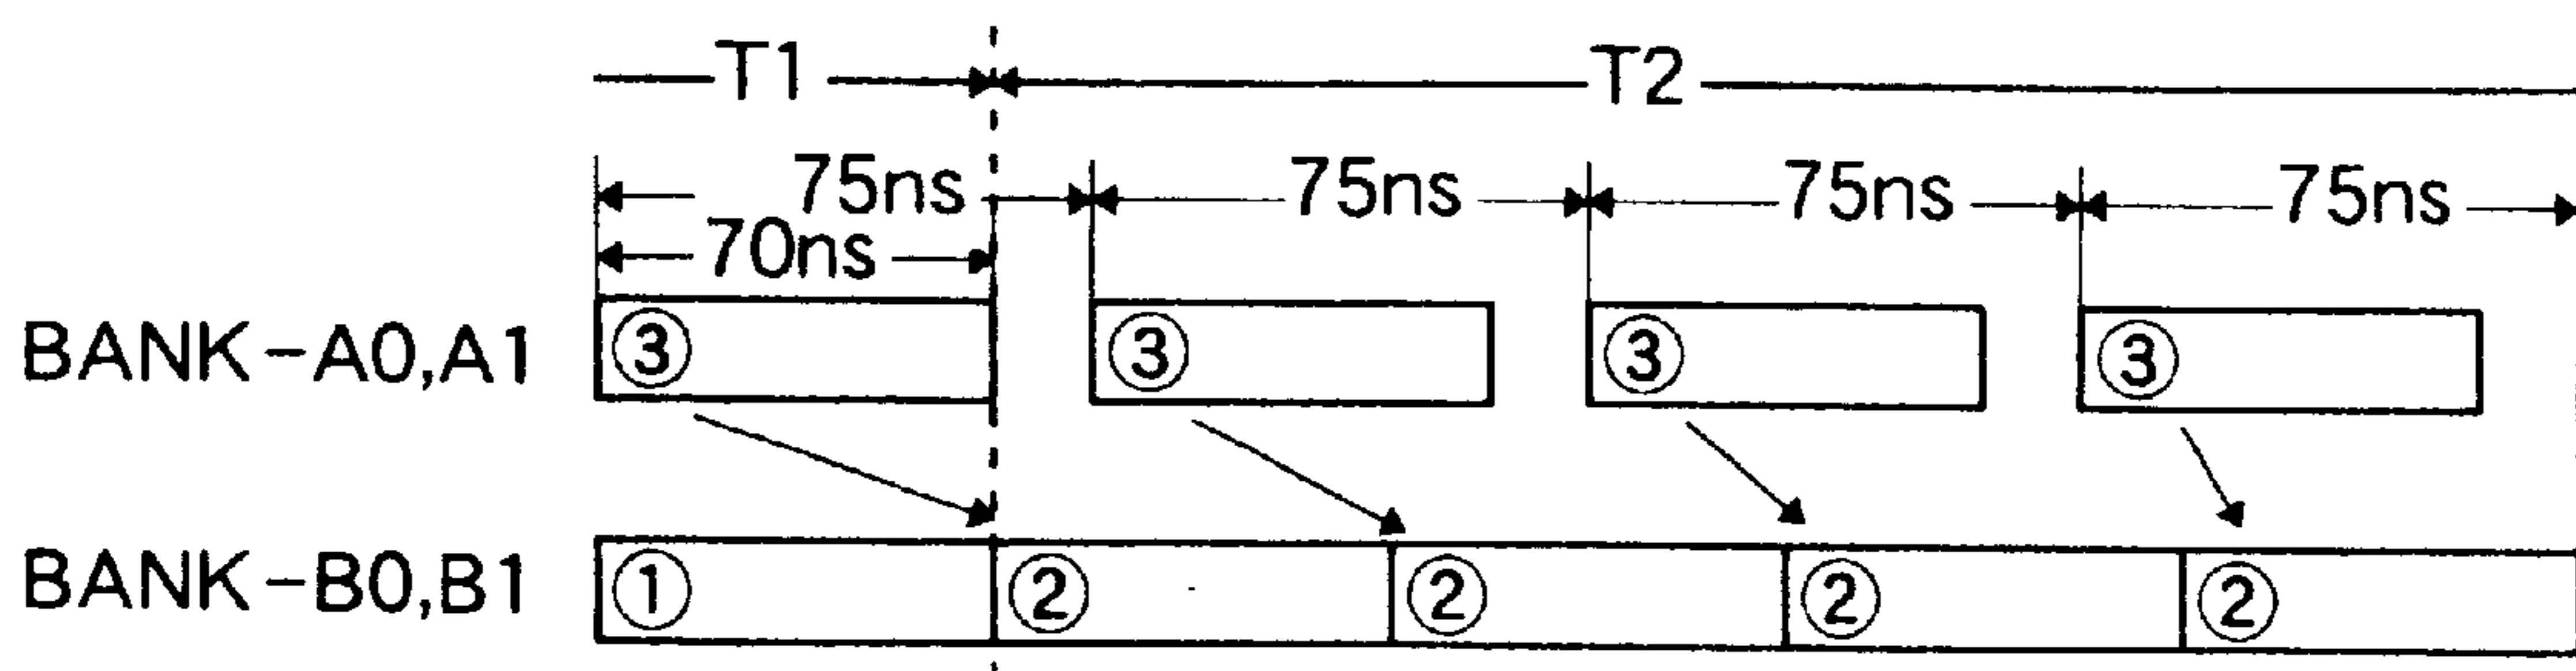 T1 T2
75ns 75ns 75ns 75ns
70ns
BANK-A0,A1 ③ ③ ③ ③
BANK-B0,B1 ① ② ② ② ②